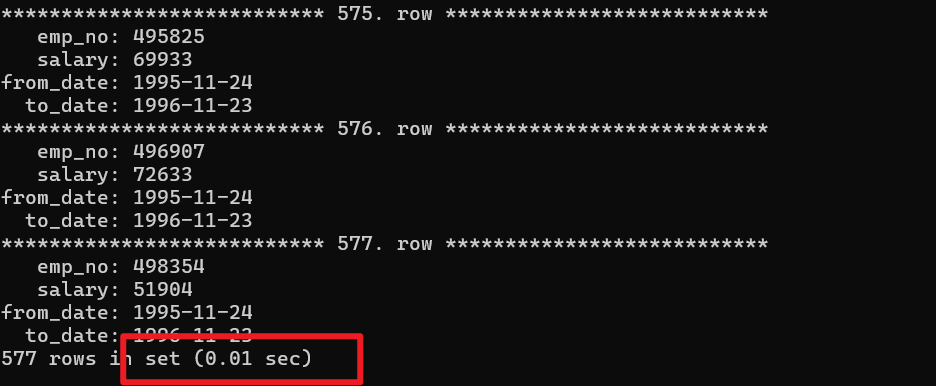 *************************** 575. row ***************************
emp_no: 495825
salary: 69933
from_date: 1995-11-24
to_date: 1996-11-23
*************************** 576. row ***************************
emp_no: 496907
salary: 72633
from_date: 1995-11-24
to_date: 1996-11-23
*************************** 577. row ***************************
emp_no: 498354
salary: 51904
from_date: 1995-11-24
to_date: 1996-11-23
577 rows in set (0.01 sec)